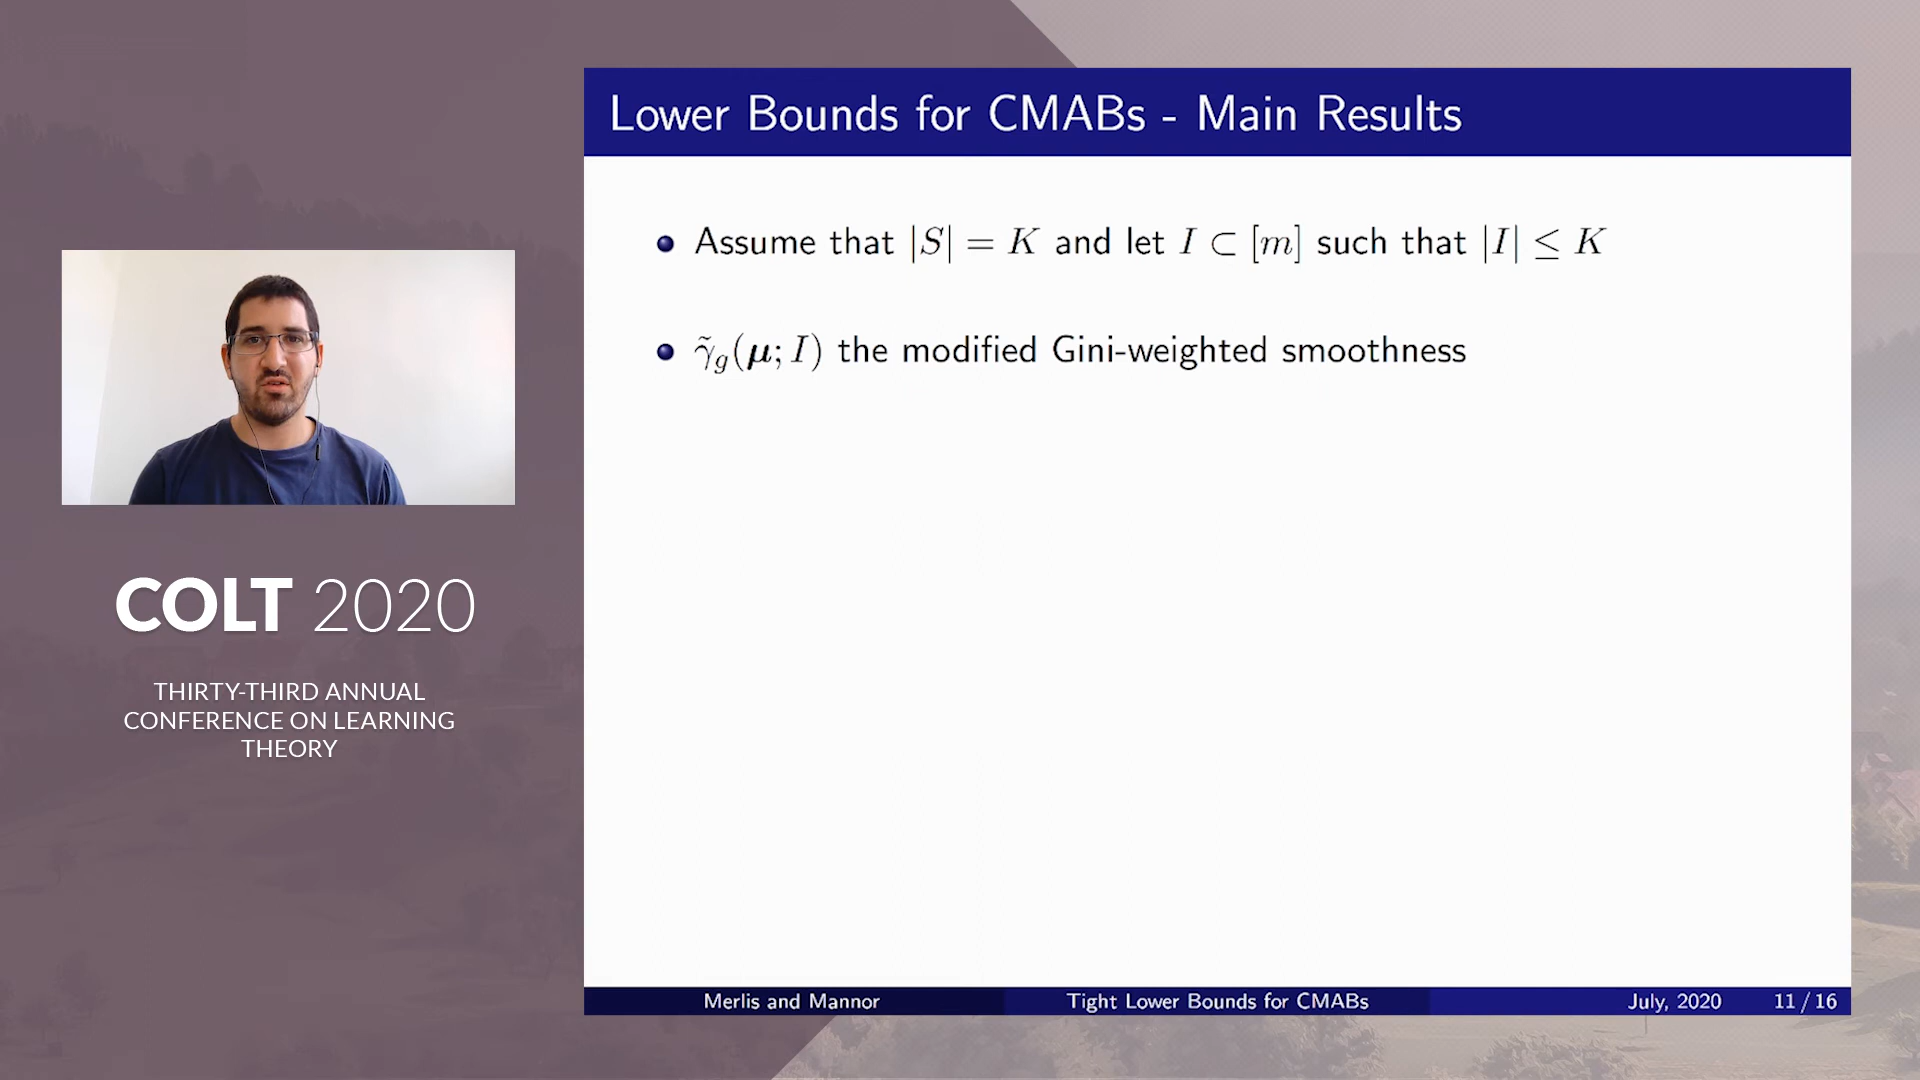 Lower Bounds for CMABs - Main Results
Assume that |S| = K and let I ⊂ [m] such that |I| ≤ K
γ̃_g(μ; I) the modified Gini-weighted smoothness
COLT 2020
THIRTY-THIRD ANNUAL
CONFERENCE ON LEARNING
THEORY
Merlis and Mannor
Tight Lower Bounds for CMABs
July, 2020
11 / 16